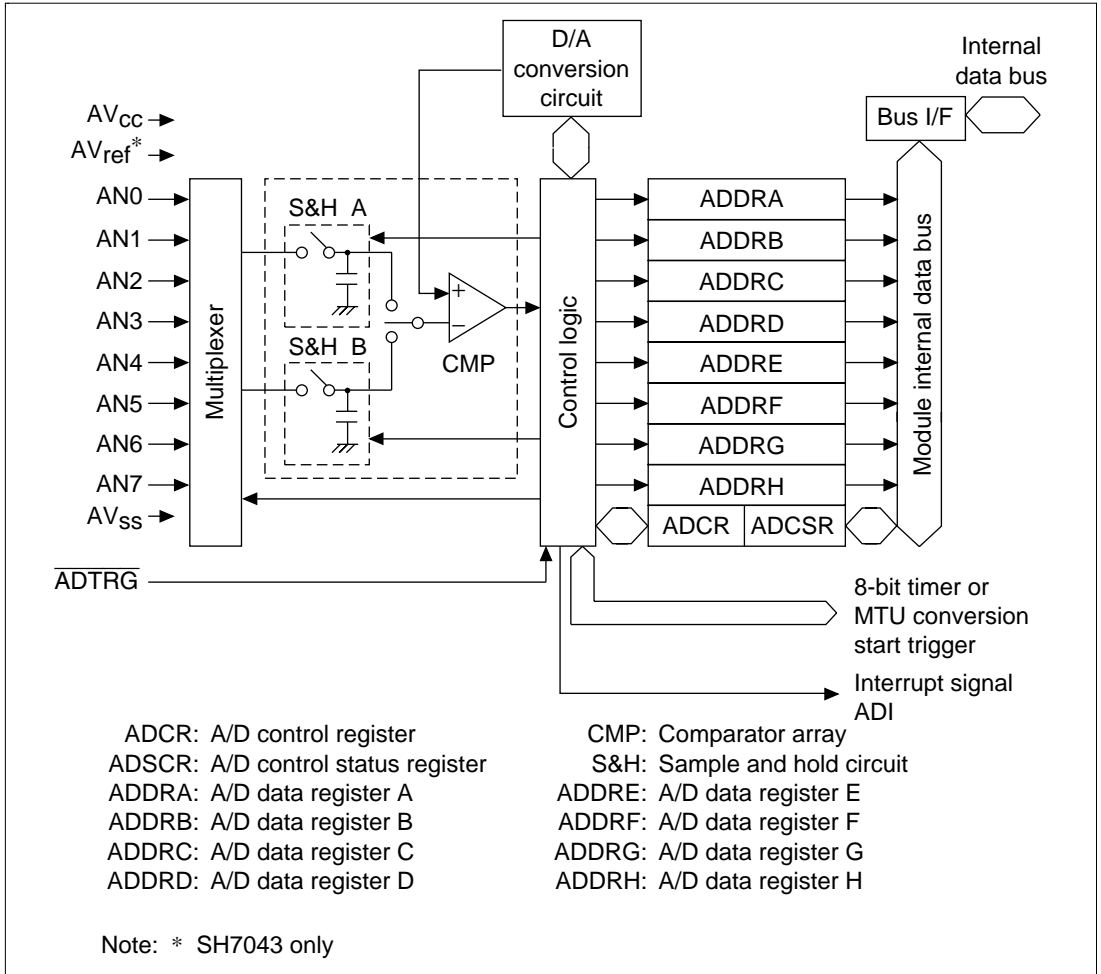 D/A
conversion
circuit
Internal
data bus
Bus I/F
AVcc
AVref*
AN0
AN1
AN2
AN3
AN4
AN5
AN6
AN7
AVss
Multiplexer
S&H A
S&H B
+
−
CMP
Control logic
ADDRA
ADDRB
ADDRC
ADDRD
ADDRE
ADDRF
ADDRG
ADDRH
ADCR ADCSR
Module internal data bus
ADTRG
8-bit timer or
MTU conversion
start trigger
Interrupt signal
ADI
ADCR: A/D control register
ADSCR: A/D control status register
ADDRA: A/D data register A
ADDRB: A/D data register B
ADDRC: A/D data register C
ADDRD: A/D data register D
CMP: Comparator array
S&H: Sample and hold circuit
ADDRE: A/D data register E
ADDRF: A/D data register F
ADDRG: A/D data register G
ADDRH: A/D data register H
Note: * SH7043 only